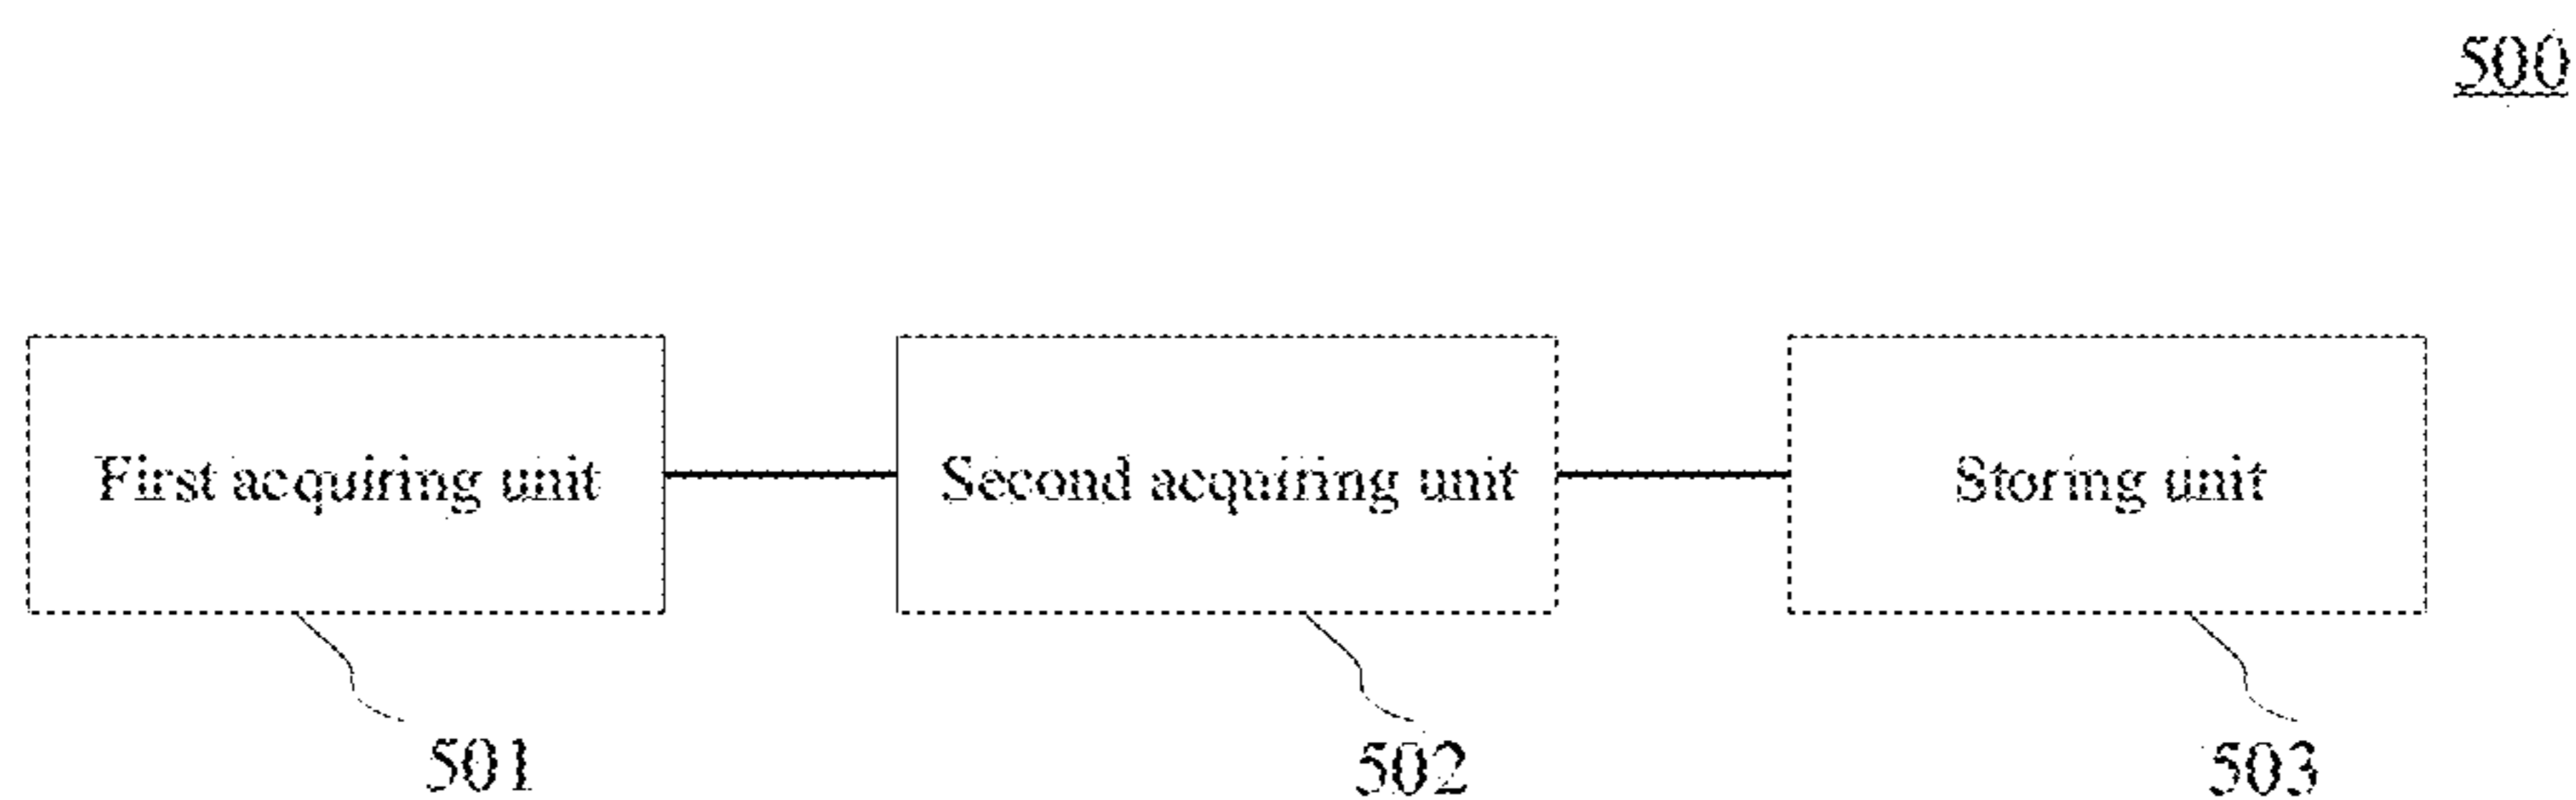 500
First acquiring unit
Second acquiring unit
Storing unit
501
502
503